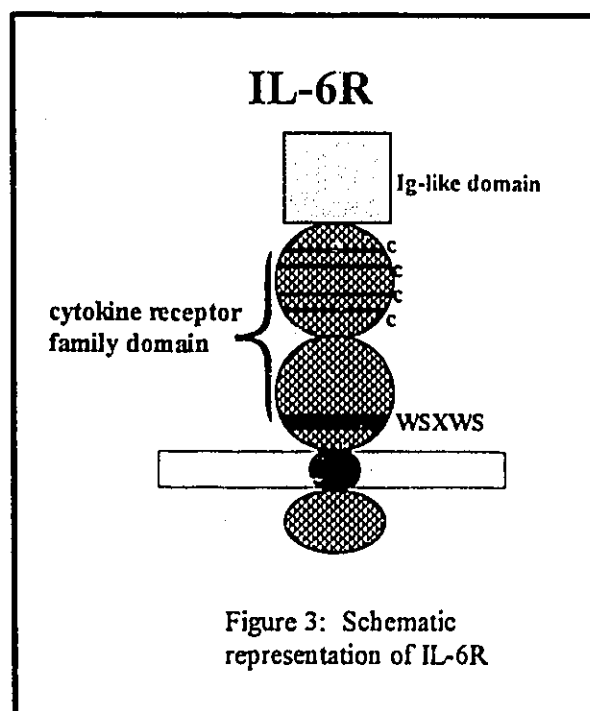 IL-6R
Ig-like domain
c
c
c
c
cytokine receptor
family domain
WSXWS
Figure 3: Schematic
representation of IL-6R